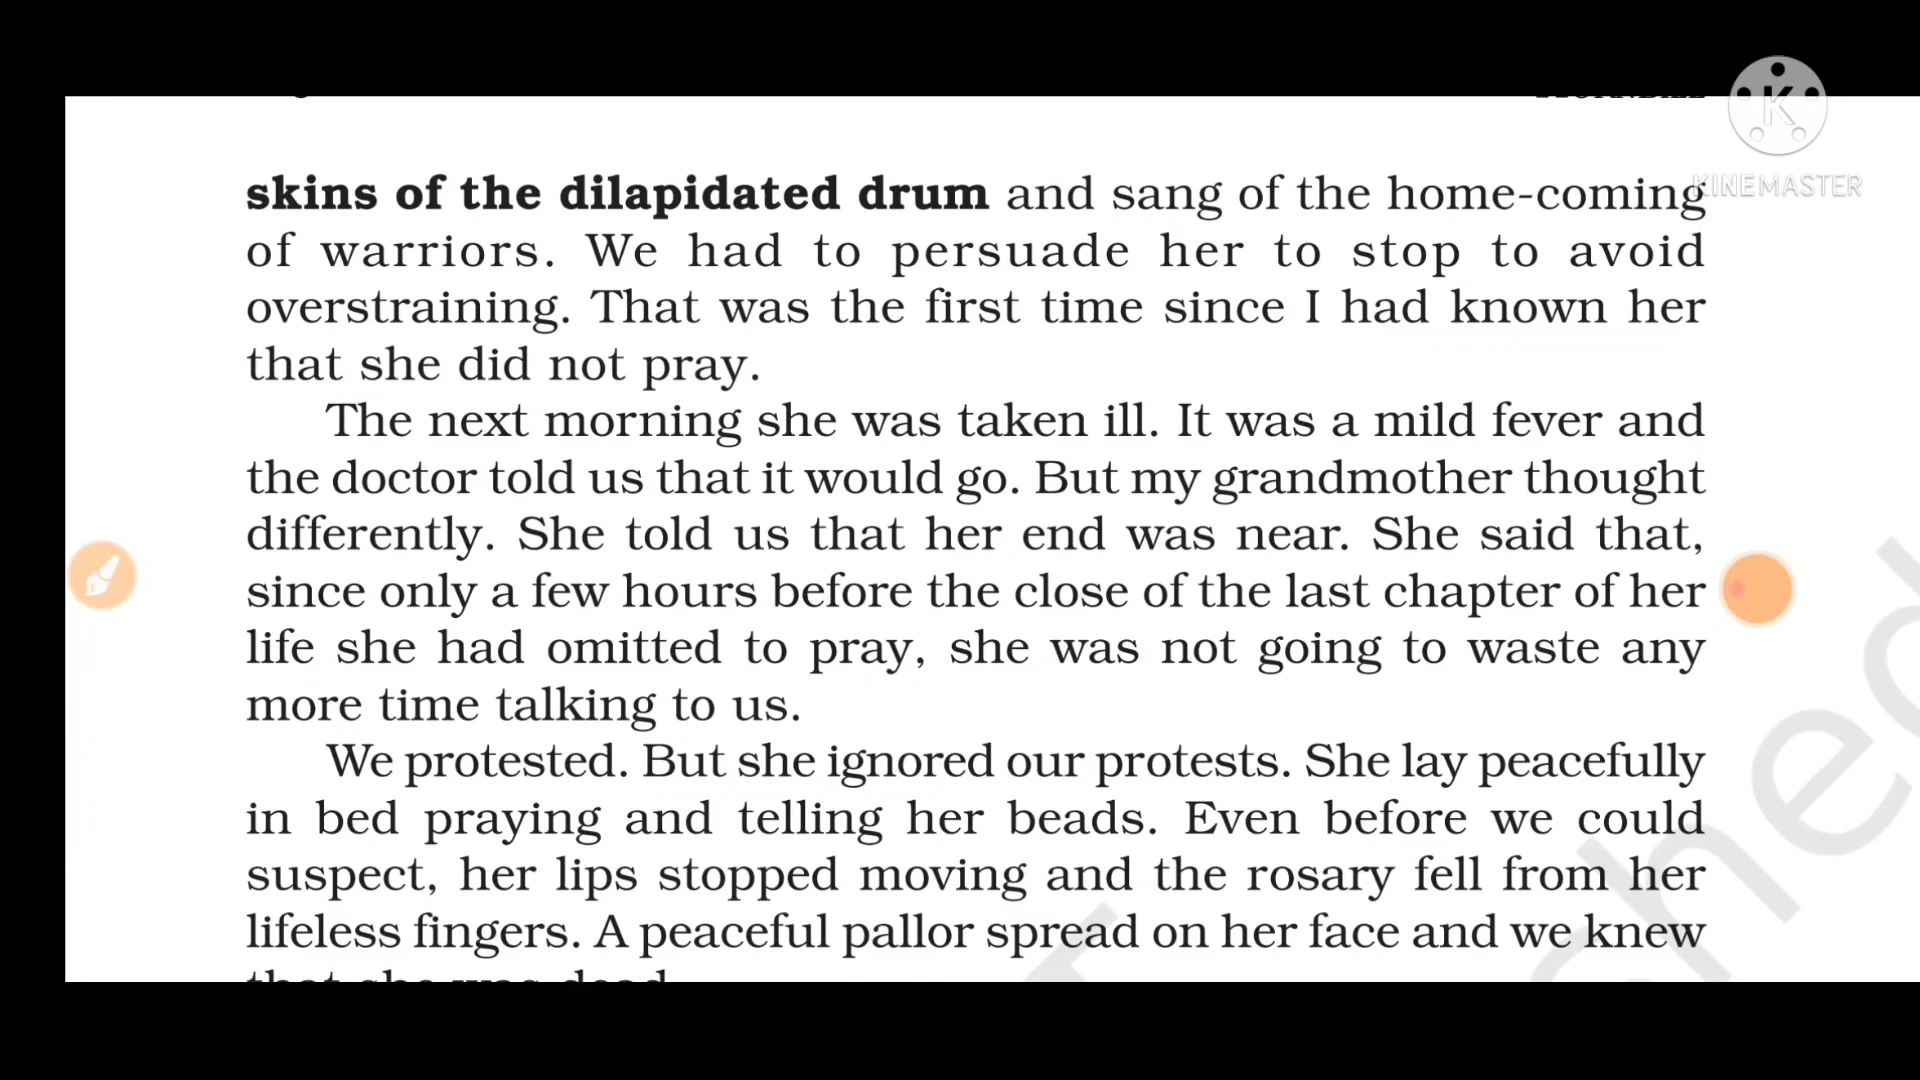 K
KINEMASTER
skins of the dilapidated drum and sang of the home-coming
of warriors. We had to persuade her to stop to avoid
overstraining. That was the first time since I had known her
that she did not pray.
The next morning she was taken ill. It was a mild fever and
the doctor told us that it would go. But my grandmother thought
differently. She told us that her end was near. She said that,
since only a few hours before the close of the last chapter of her
life she had omitted to pray, she was not going to waste any
more time talking to us.
We protested. But she ignored our protests. She lay peacefully
in bed praying and telling her beads. Even before we could
suspect, her lips stopped moving and the rosary fell from her
lifeless fingers. A peaceful pallor spread on her face and we knew
that she was dead